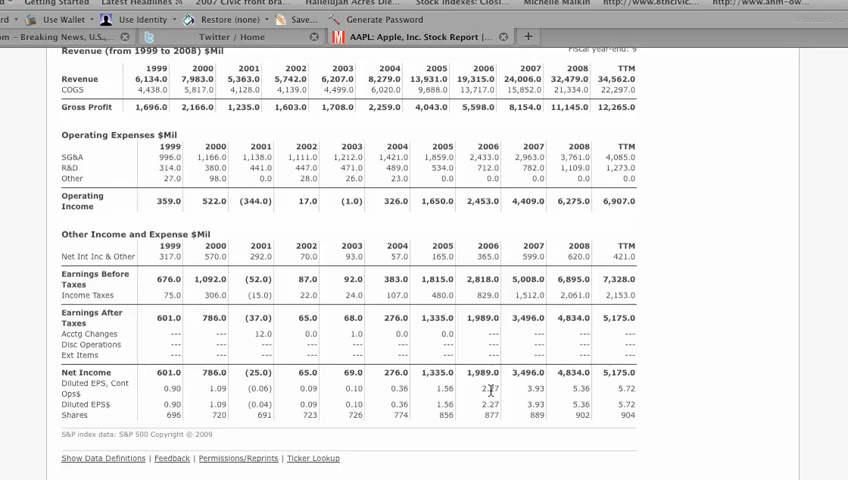 Getting Started Latest Headlines 2007 Civic front Bra... Hallelujah Acres Die... Stock Indexes: Closi... Michelle Malkin http://www.8thcivic... http://www.ahm-ow...
Use Wallet Use Identity Restore (none) Save... Generate Password
om – Breaking News, U.S... Twitter / Home AAPL: Apple, Inc. Stock Report |...
Revenue (from 1999 to 2008) $Mil Fiscal year-end: 9
1999 2000 2001 2002 2003 2004 2005 2006 2007 2008 TTM
Revenue 6,134.0 7,983.0 5,363.0 5,742.0 6,207.0 8,279.0 13,931.0 19,315.0 24,006.0 32,479.0 34,562.0
COGS 4,438.0 5,817.0 4,128.0 4,139.0 4,499.0 6,020.0 9,888.0 13,717.0 15,852.0 21,334.0 22,297.0
Gross Profit 1,696.0 2,166.0 1,235.0 1,603.0 1,708.0 2,259.0 4,043.0 5,598.0 8,154.0 11,145.0 12,265.0
Operating Expenses $Mil
1999 2000 2001 2002 2003 2004 2005 2006 2007 2008 TTM
SG&A 996.0 1,166.0 1,138.0 1,111.0 1,212.0 1,421.0 1,859.0 2,433.0 2,963.0 3,761.0 4,085.0
R&D 314.0 380.0 441.0 447.0 471.0 489.0 534.0 712.0 782.0 1,109.0 1,273.0
Other 27.0 98.0 0.0 28.0 26.0 23.0 0.0 0.0 0.0 0.0 0.0
Operating
Income 359.0 522.0 (344.0) 17.0 (1.0) 326.0 1,650.0 2,453.0 4,409.0 6,275.0 6,907.0
Other Income and Expense $Mil
1999 2000 2001 2002 2003 2004 2005 2006 2007 2008 TTM
Net Int Inc & Other 317.0 570.0 292.0 70.0 93.0 57.0 165.0 365.0 599.0 620.0 421.0
Earnings Before
Taxes 676.0 1,092.0 (52.0) 87.0 92.0 383.0 1,815.0 2,818.0 5,008.0 6,895.0 7,328.0
Income Taxes 75.0 306.0 (15.0) 22.0 24.0 107.0 480.0 829.0 1,512.0 2,061.0 2,153.0
Earnings After
Taxes 601.0 786.0 (37.0) 65.0 68.0 276.0 1,335.0 1,989.0 3,496.0 4,834.0 5,175.0
Acctg Changes --- --- 12.0 0.0 1.0 0.0 0.0 --- --- --- ---
Disc Operations --- --- --- --- --- --- --- --- --- --- ---
Ext Items --- --- --- --- --- --- --- --- --- --- ---
Net Income 601.0 786.0 (25.0) 65.0 69.0 276.0 1,335.0 1,989.0 3,496.0 4,834.0 5,175.0
Diluted EPS, Cont
Ops$ 0.90 1.09 (0.06) 0.09 0.10 0.36 1.56 2.27 3.93 5.36 5.72
Diluted EPS$ 0.90 1.09 (0.04) 0.09 0.10 0.36 1.56 2.27 3.93 5.36 5.72
Shares 696 720 691 723 726 774 856 877 889 902 904
S&P index data: S&P 500 Copyright © 2009
Show Data Definitions | Feedback | Permissions/Reprints | Ticker Lookup